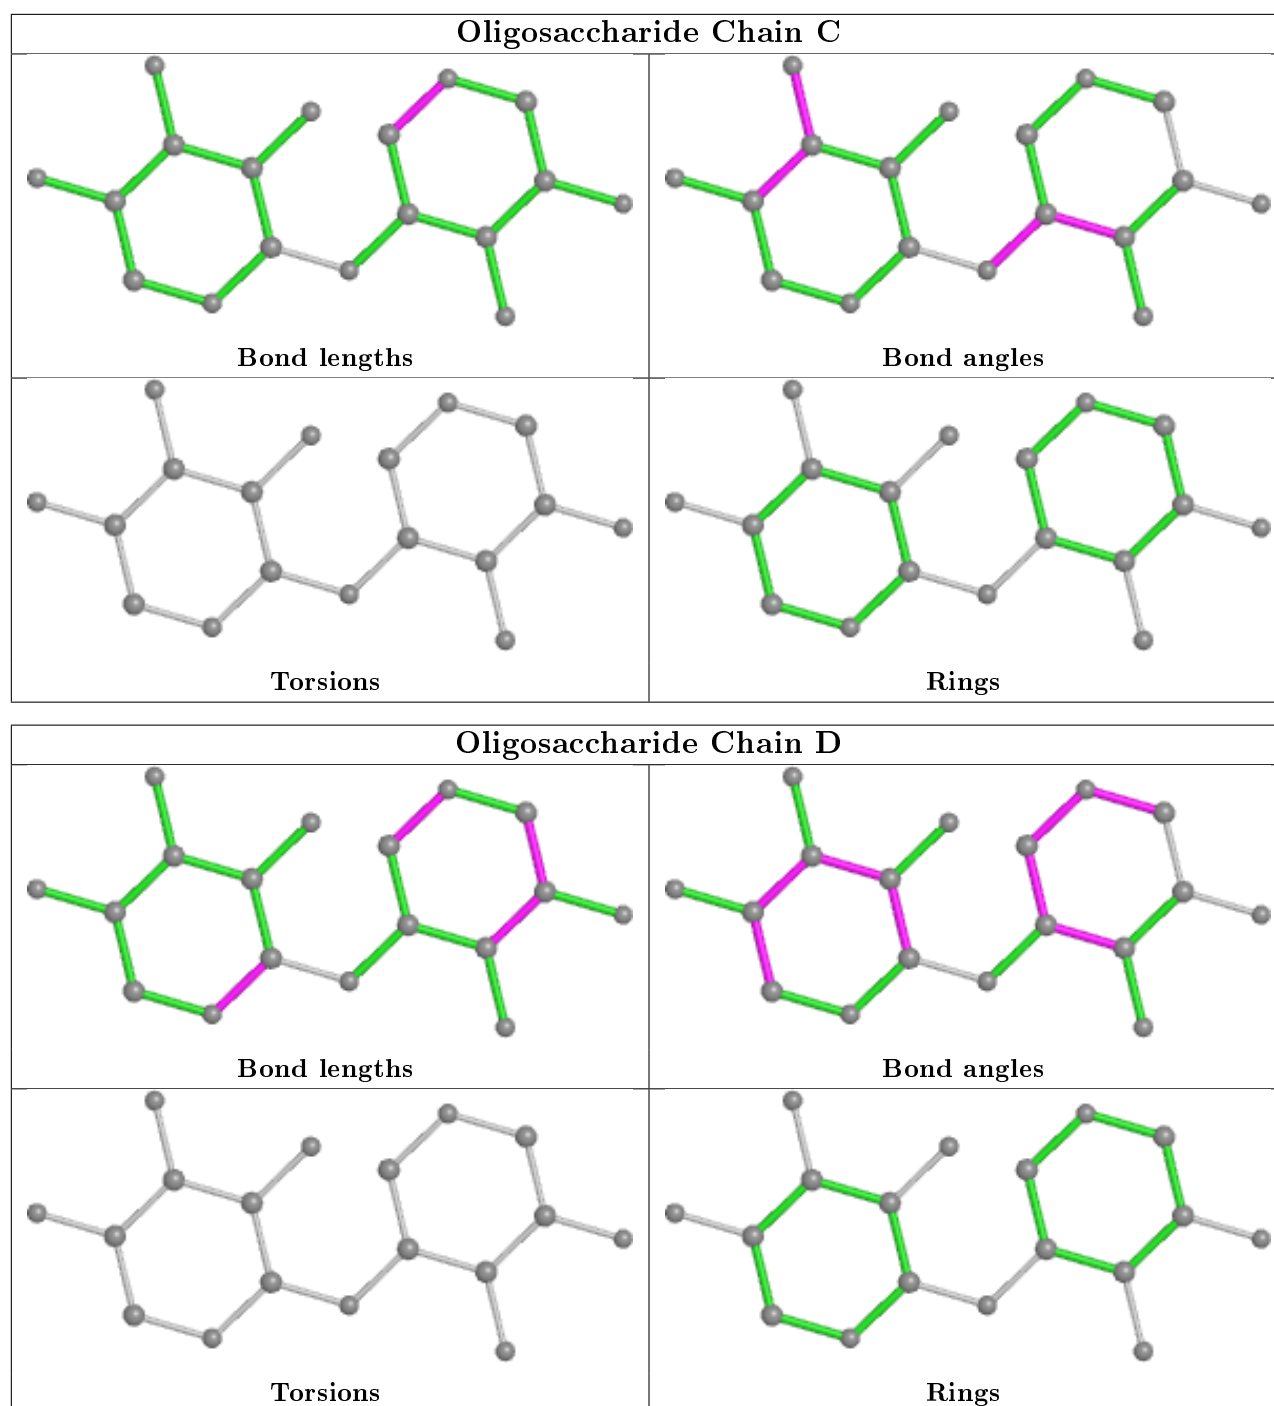 Oligosaccharide Chain C
Bond lengths
Bond angles
Torsions
Rings
Oligosaccharide Chain D
Bond lengths
Bond angles
Torsions
Rings